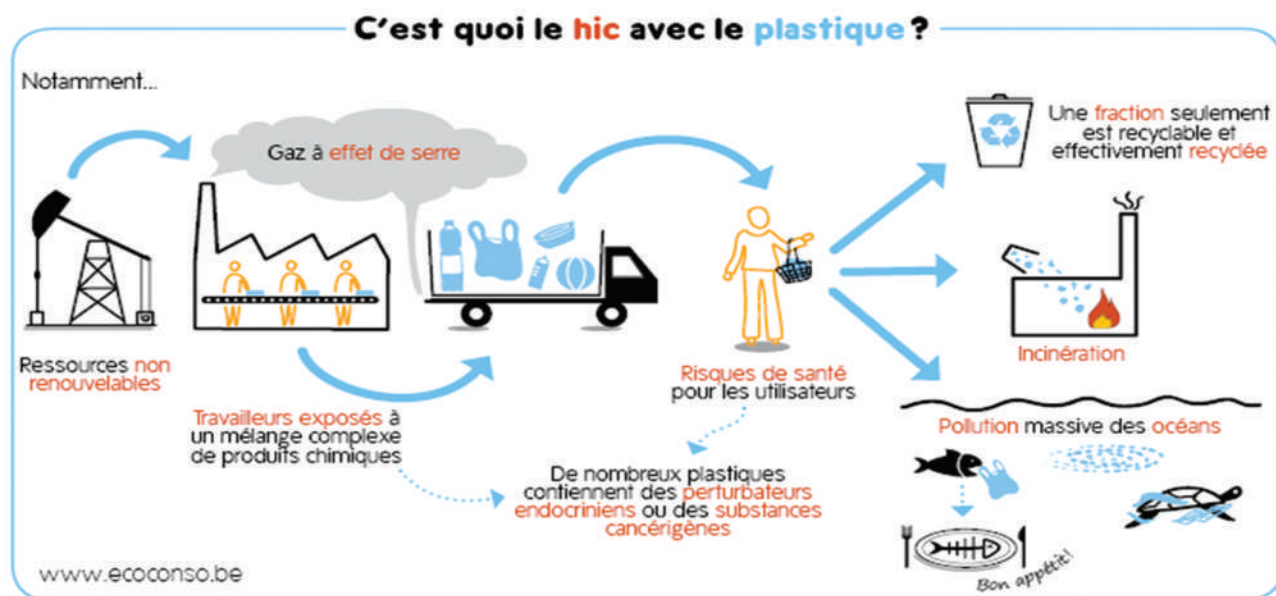 C'est quoi le hic avec le plastique ?
Notamment...
Gaz à effet de serre
Une fraction seulement
est recyclable et
effectivement recyclée
Ressources non
renouvelables
Travailleurs exposés à
un mélange complexe
de produits chimiques
Risques de santé
pour les utilisateurs
De nombreux plastiques
contiennent des perturbateurs
endocriniens ou des substances
cancérigènes
Incinération
Pollution massive des océans
Bon appétit!
www.ecoconso.be